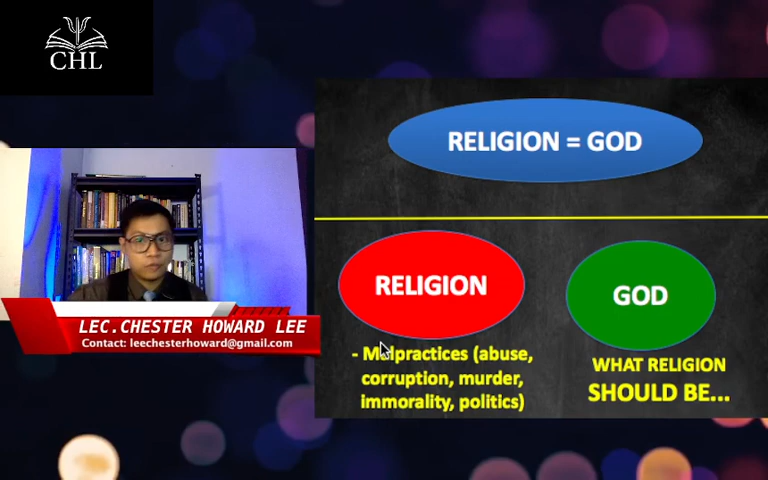 CHL
RELIGION = GOD
RELIGION
GOD
- Malpractices (abuse,
corruption, murder,
immorality, politics)
WHAT RELIGION
SHOULD BE...
LEC.CHESTER HOWARD LEE
Contact: leechesterhoward@gmail.com